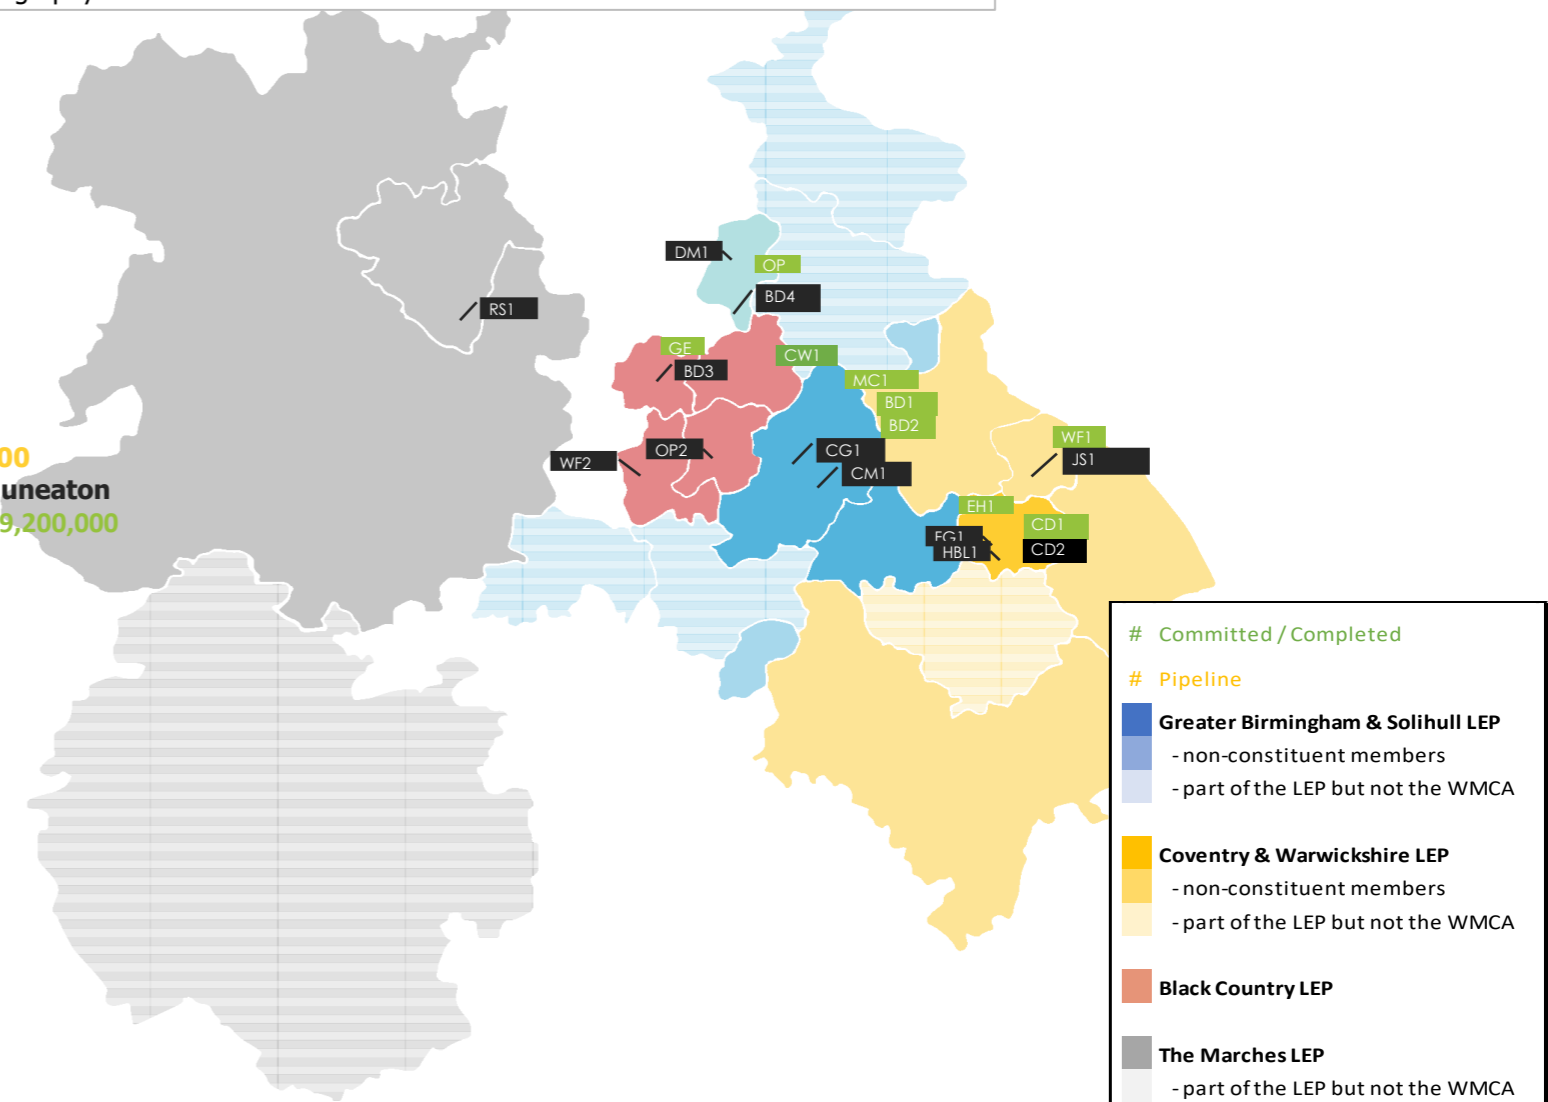 DM1
OP
BD4
RS1
GE
BD3
CW1
MC1
BD1
BD2
WF1
JS1
OP2
WF2
CG1
CM1
00
uneaton
9,200,000
EH1
CD1
CD2
HBL1
# Committed / Completed
# Pipeline
Greater Birmingham & Solihull LEP
- non-constituent members
- part of the LEP but not the WMCA
Coventry & Warwickshire LEP
- non-constituent members
- part of the LEP but not the WMCA
Black Country LEP
The Marches LEP
- part of the LEP but not the WMCA